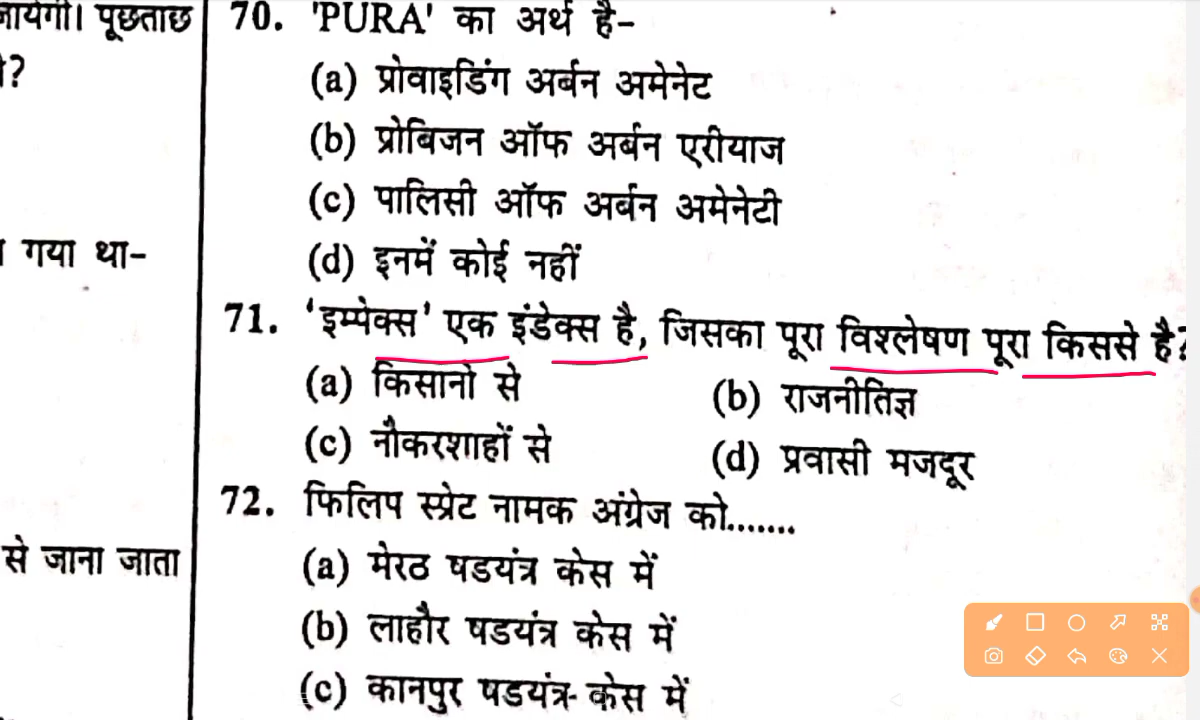 जायेगी। पूछताछ
?
गया था-
से जाना जाता
70. 'PURA' का अर्थ है-
(a) प्रोवाइडिंग अर्बन अमेनेट
(b) प्रोबिजन ऑफ अर्बन एरीयाज
(c) पालिसी ऑफ अर्बन अमेनेटी
(d) इनमें कोई नहीं
71. 'इम्पेक्स' एक इंडेक्स है, जिसका पूरा विश्लेषण पूरा किससे है?
(a) किसानो से (b) राजनीतिज्ञ
(c) नौकरशाहों से (d) प्रवासी मजदूर
72. फिलिप स्प्रेट नामक अंग्रेज को.......
(a) मेरठ षडयंत्र केस में
(b) लाहौर षडयंत्र केस में
(c) कानपुर षडयंत्र- केस में